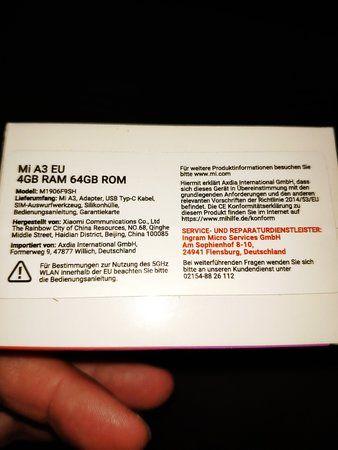 Mi A3 EU
4GB RAM 64GB ROM
Modell: M1906F9SH
Lieferumfang: Mi A3, Adapter, USB Typ-C Kabel,
SIM-Auswurfwerkzeug, Silikonhülle,
Bedienungsanleitung, Garantiekarte
Hergestellt von: Xiaomi Communications Co., Ltd
The Rainbow City of China Resources, NO.68, Qinghe
Middle Street, Haidian District, Beijing, China 100085
Importiert von: Axdia International GmbH,
Formerweg 9, 47877 Willich, Deutschland
Für Bestimmungen zur Nutzung des 5GHz
WLAN innerhalb der EU beachten Sie bitte
die Bedienungsanleitung.
Für weitere Produktinformationen besuchen Sie
bitte www.mi.com
Hiermit erklärt Axdia International GmbH, dass
sich dieses Gerät in Übereinstimmung mit den
grundlegenden Anforderungen und den anderen
relevanten Vorschriften der Richtlinie 2014/53/EU
befindet. Die CE Konformitätserklärung zu
diesem Produkt finden Sie im Internet auf
https://www.mihilfe.de/konform
SERVICE- UND REPARATURDIENSTLEISTER:
Ingram Micro Services GmbH
Am Sophienhof 8-10,
24941 Flensburg, Deutschland
Bei weiterführenden Fragen wenden Sie sich
bitte an unseren Kundendienst unter
02154-88 26 112